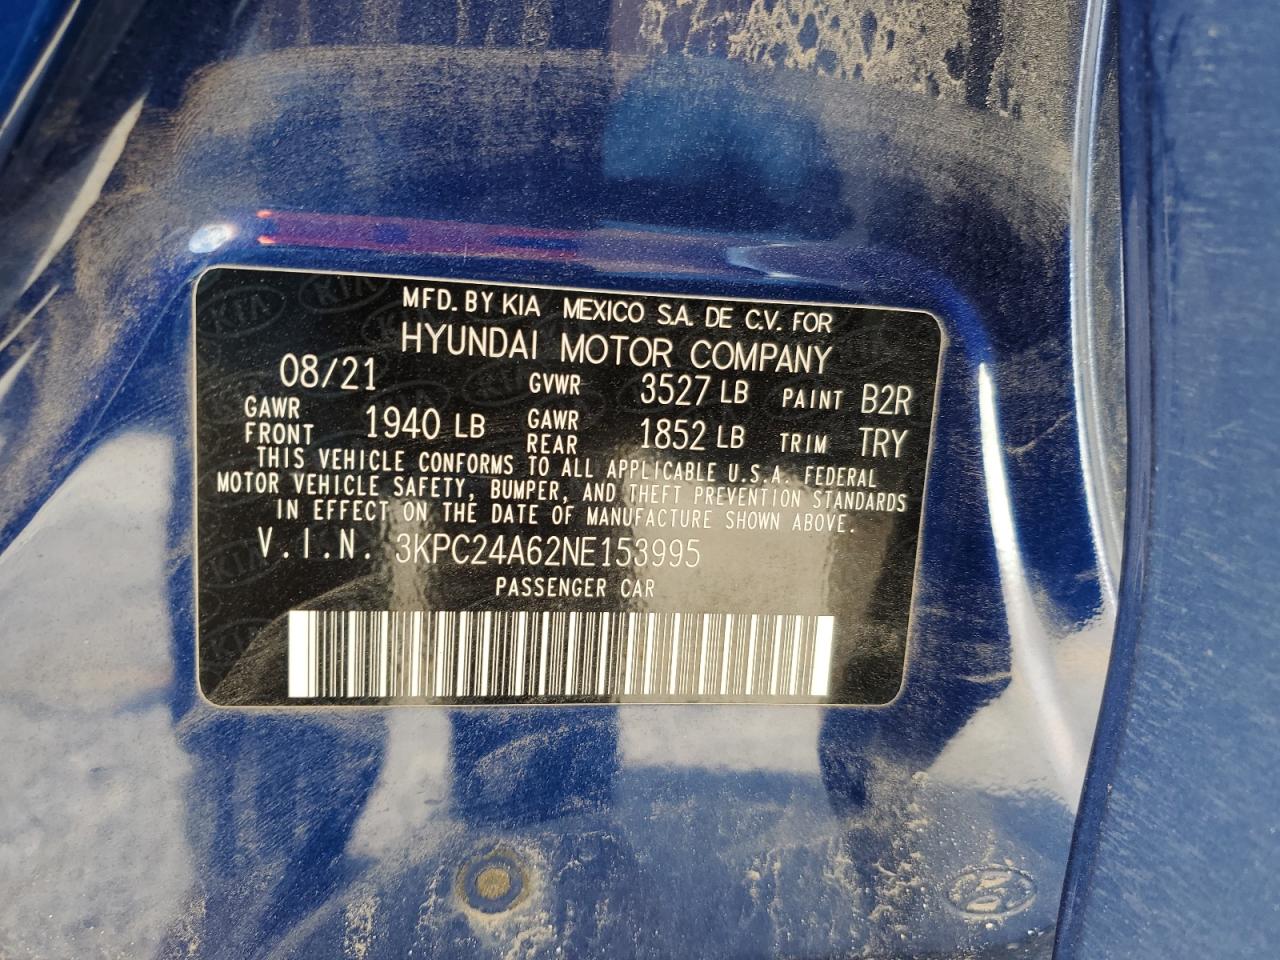 MFD. BY KIA MEXICO S.A. DE C.V. FOR
HYUNDAI MOTOR COMPANY
08/21 GVWR 3527 LB PAINT B2R
GAWR FRONT 1940 LB GAWR REAR 1852 LB TRIM TRY
THIS VEHICLE CONFORMS TO ALL APPLICABLE U.S.A. FEDERAL
MOTOR VEHICLE SAFETY, BUMPER, AND THEFT PREVENTION STANDARDS
IN EFFECT ON THE DATE OF MANUFACTURE SHOWN ABOVE.
V.I.N. 3KPC24A62NE153995
PASSENGER CAR